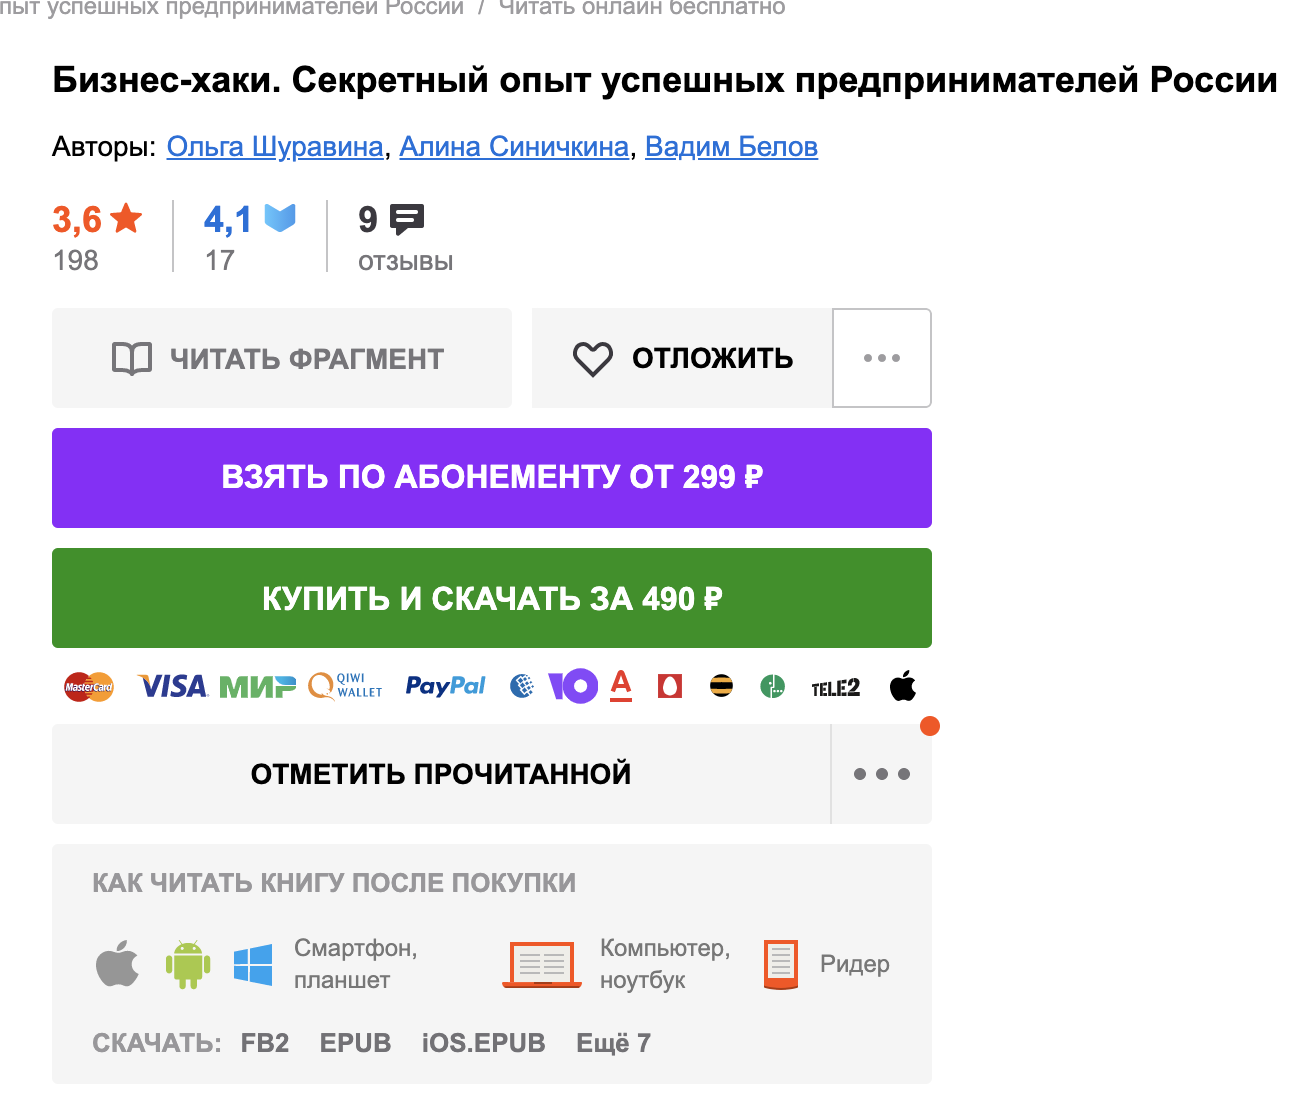 пыт успешных предпринимателей России / Читать онлайн бесплатно
Бизнес-хаки. Секретный опыт успешных предпринимателей России
Авторы: Ольга Шуравина, Алина Синичкина, Вадим Белов
3,6 4,1 9
198 17 отзывы
ЧИТАТЬ ФРАГМЕНТ ОТЛОЖИТЬ
ВЗЯТЬ ПО АБОНЕМЕНТУ ОТ 299 ₽
КУПИТЬ И СКАЧАТЬ ЗА 490 ₽
MasterCard VISA МИР QIWI WALLET PayPal Ю А TELE2
ОТМЕТИТЬ ПРОЧИТАННОЙ
КАК ЧИТАТЬ КНИГУ ПОСЛЕ ПОКУПКИ
Смартфон, планшет
Компьютер, ноутбук
Ридер
СКАЧАТЬ: FB2 EPUB iOS.EPUB Ещё 7